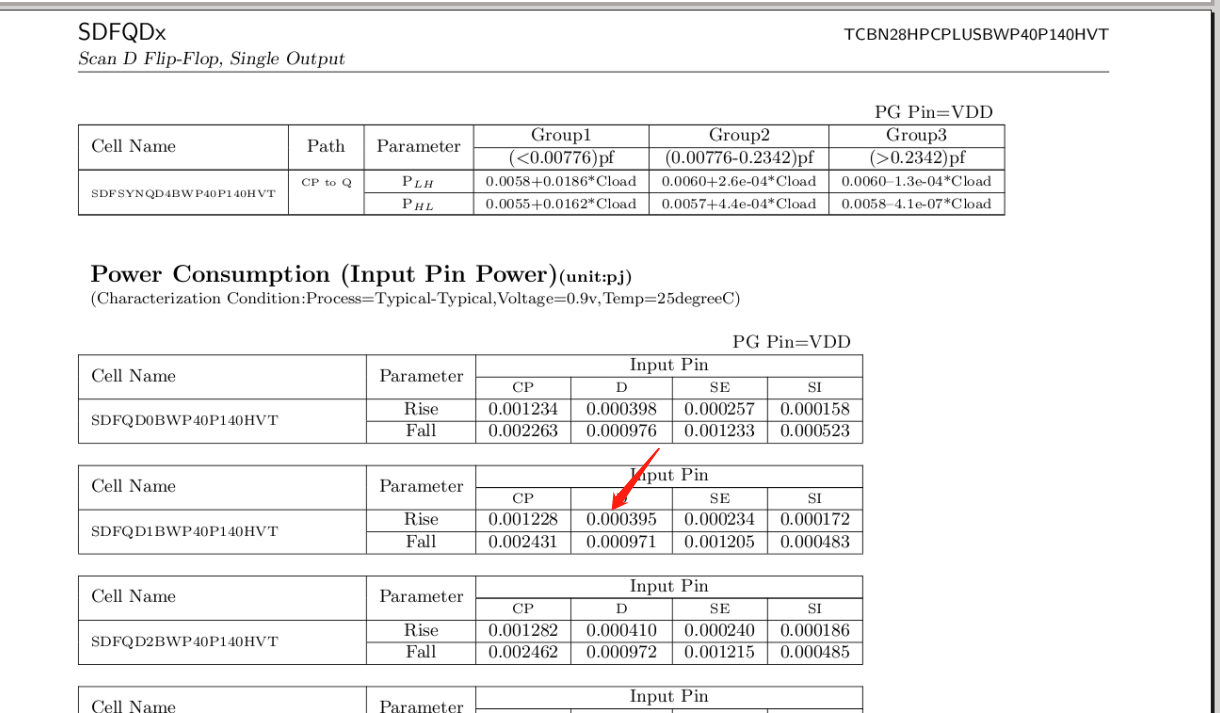 SDFQDx
TCBN28HPCPLUSBWP40P140HVT
Scan D Flip-Flop, Single Output
PG Pin=VDD
Cell Name Path Parameter Group1 Group2 Group3
(<0.00776)pf (0.00776-0.2342)pf (>0.2342)pf
SDFSYNQD4BWP40P140HVT CP to Q PLH 0.0058+0.0186*Cload 0.0060+2.6e-04*Cload 0.0060–1.3e-04*Cload
PHL 0.0055+0.0162*Cload 0.0057+4.4e-04*Cload 0.0058–4.1e-07*Cload
Power Consumption (Input Pin Power)(unit:pj)
(Characterization Condition:Process=Typical-Typical,Voltage=0.9v,Temp=25degreeC)
PG Pin=VDD
Cell Name Parameter Input Pin
CP D SE SI
SDFQD0BWP40P140HVT Rise 0.001234 0.000398 0.000257 0.000158
Fall 0.002263 0.000976 0.001233 0.000523
Cell Name Parameter Input Pin
CP SE SI
SDFQD1BWP40P140HVT Rise 0.001228 0.000395 0.000234 0.000172
Fall 0.002431 0.000971 0.001205 0.000483
Cell Name Parameter Input Pin
CP D SE SI
SDFQD2BWP40P140HVT Rise 0.001282 0.000410 0.000240 0.000186
Fall 0.002462 0.000972 0.001215 0.000485
Cell Name Parameter Input Pin